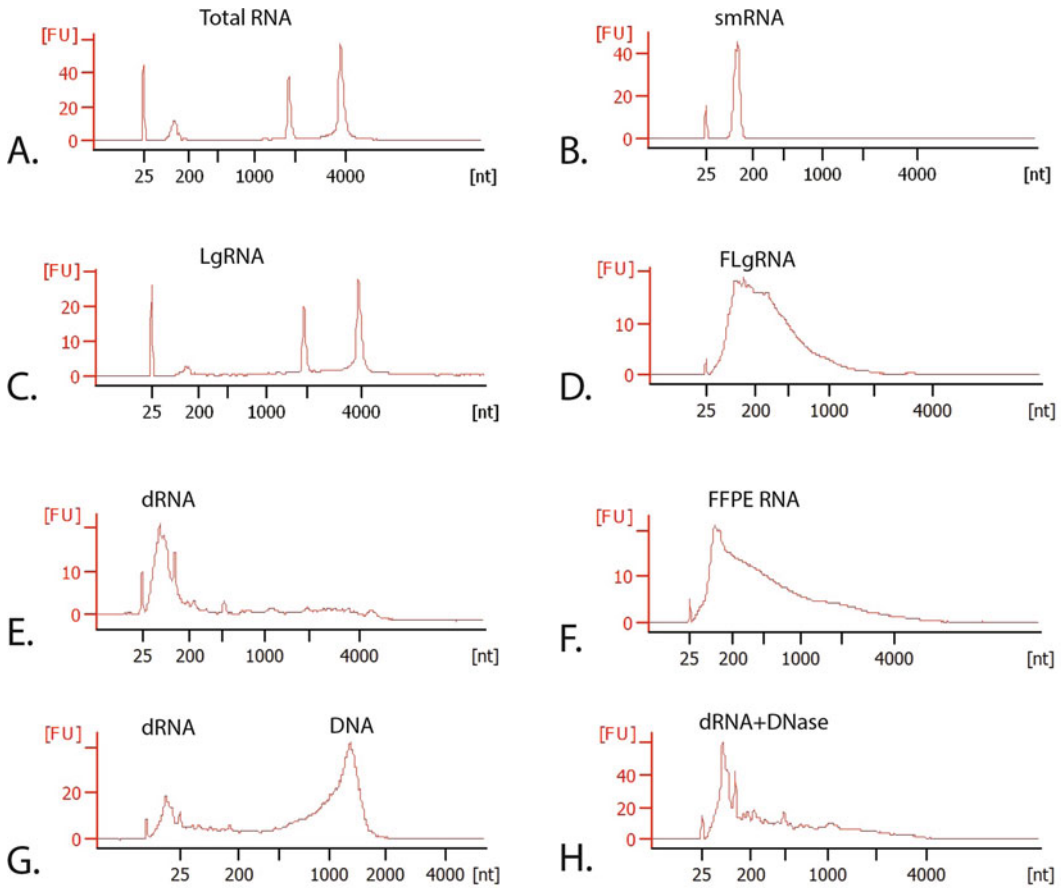 Total RNA
[FU]
40
20
0
25 200 1000 4000 [nt]
A.
smRNA
[FU]
40
20
0
25 200 1000 4000 [nt]
B.
LgRNA
[FU]
20
10
0
25 200 1000 4000 [nt]
C.
FLgRNA
[FU]
10
0
25 200 1000 4000 [nt]
D.
dRNA
[FU]
10
0
25 200 1000 4000 [nt]
E.
FFPE RNA
[FU]
10
0
25 200 1000 4000 [nt]
F.
dRNA DNA
[FU]
20
0
25 200 1000 2000 4000 [nt]
G.
dRNA+DNase
[FU]
40
20
0
25 200 1000 4000 [nt]
H.